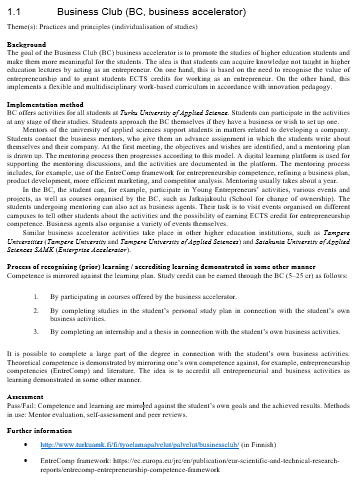 1.1 Business Club (BC, business accelerator)
Theme(s): Practices and principles (individualisation of studies)
Background
The goal of the Business Club (BC) business accelerator is to promote the studies of higher education students and
make them more meaningful for the students. The idea is that students can acquire knowledge not taught in higher
education lectures by acting as an entrepreneur. On one hand, this is based on the need to recognise the value of
entrepreneurship and to grant students ECTS credits for working as an entrepreneur. On the other hand, this
implements a flexible and multidisciplinary work-based curriculum in accordance with innovation pedagogy.
Implementation method
BC offers activities for all students at Turku University of Applied Science. Students can participate in the activities
at any stage of their studies. Students approach the BC themselves if they have a business or wish to set up one.
Mentors of the university of applied sciences support students in matters related to developing a company.
Students contact the business mentors, who give them an assignment in which the students write about
themselves and their company. At the first meeting, the objectives and wishes are identified, and a mentoring plan
is drawn up. The mentoring process then progresses according to this model. A digital learning platform is used for
supporting the mentoring discussions, and the activities are documented in the platform. The mentoring process
includes, for example, use of the EntreComp framework for entrepreneurship competence, refining a business plan,
product development, more efficient marketing, and competitor analysis. Mentoring usually takes about a year.
In the BC, the student can, for example, participate in Young Entrepreneurs' activities, various events and
projects, as well as courses organised by the BC, such as Jatkajakoulu (School for change of ownership). The
students undergoing mentoring can also act as business agents. Their task is to visit events organised on different
campuses to tell other students about the activities and the possibility of earning ECTS credit for entrepreneurship
competence. Business agents also organise a variety of events themselves.
Similar business accelerator activities take place at other higher education institutions, such as Tampere
Universities (Tampere University and Tampere University of Applied Sciences) and Satakunta University of Applied
Sciences SAMK (Enterprise Accelerator).
Process of recognising (prior) learning / accrediting learning demonstrated in some other manner
Competence is mirrored against the learning plan. Study credit can be earned through the BC (5–25 cr) as follows:
1. By participating in courses offered by the business accelerator.
2. By completing studies in the student's personal study plan in connection with the student's own
business activities.
3. By completing an internship and a thesis in connection with the student's own business activities.
It is possible to complete a large part of the degree in connection with the student's own business activities.
Theoretical competence is demonstrated by mirroring one's own competence against, for example, entrepreneurship
competencies (EntreComp) and literature. The idea is to accredit all entrepreneurial and business activities as
learning demonstrated in some other manner.
Assessment
Pass/Fail: Competence and learning are mirrored against the student's own goals and the achieved results. Methods
in use: Mentor evaluation, self-assessment and peer reviews.
Further information
• http://www.turkuamk.fi/fi/tyoelamapalvelut/palvelut/businessclub/ (in Finnish)
• EntreComp framework: https://ec.europa.eu/jrc/en/publication/eur-scientific-and-technical-research-
reports/entrecomp-entrepreneurship-competence-framework